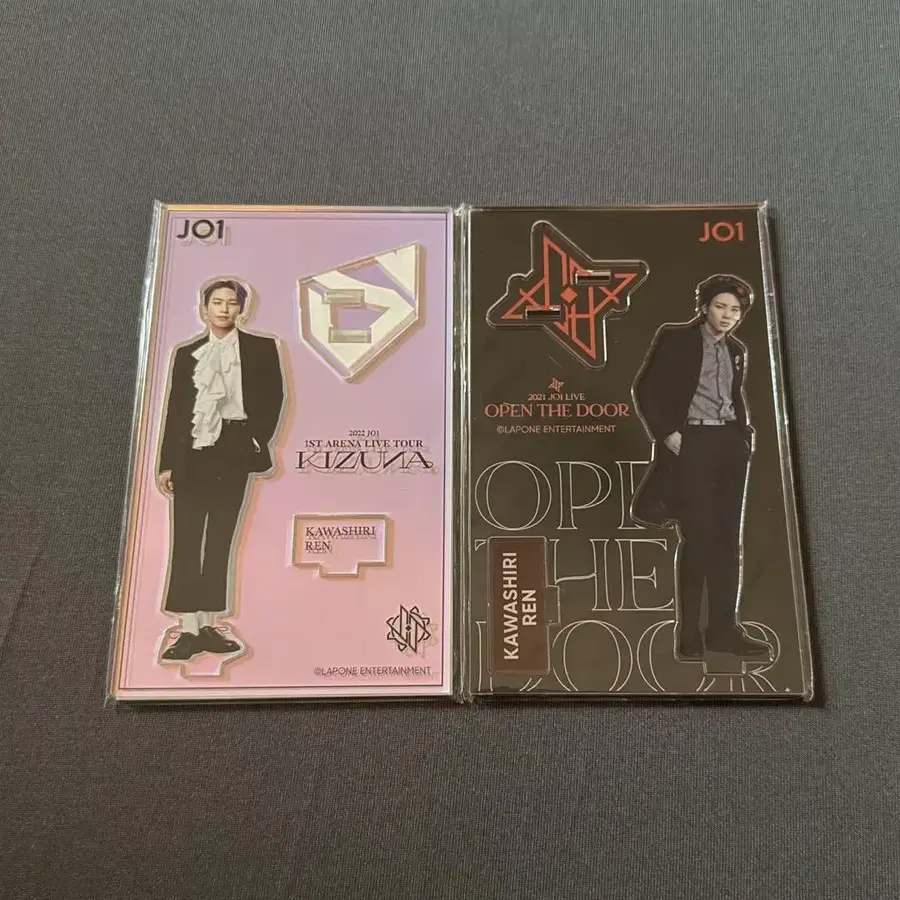 JO1
2022 JO1
1ST ARENA LIVE TOUR
KIZUNA
KAWASHIRI
REN
©LAPONE ENTERTAINMENT
JO1
2021 JO1 LIVE
OPEN THE DOOR
©LAPONE ENTERTAINMENT
OPE
THE
DOOR
KAWASHIRI
REN